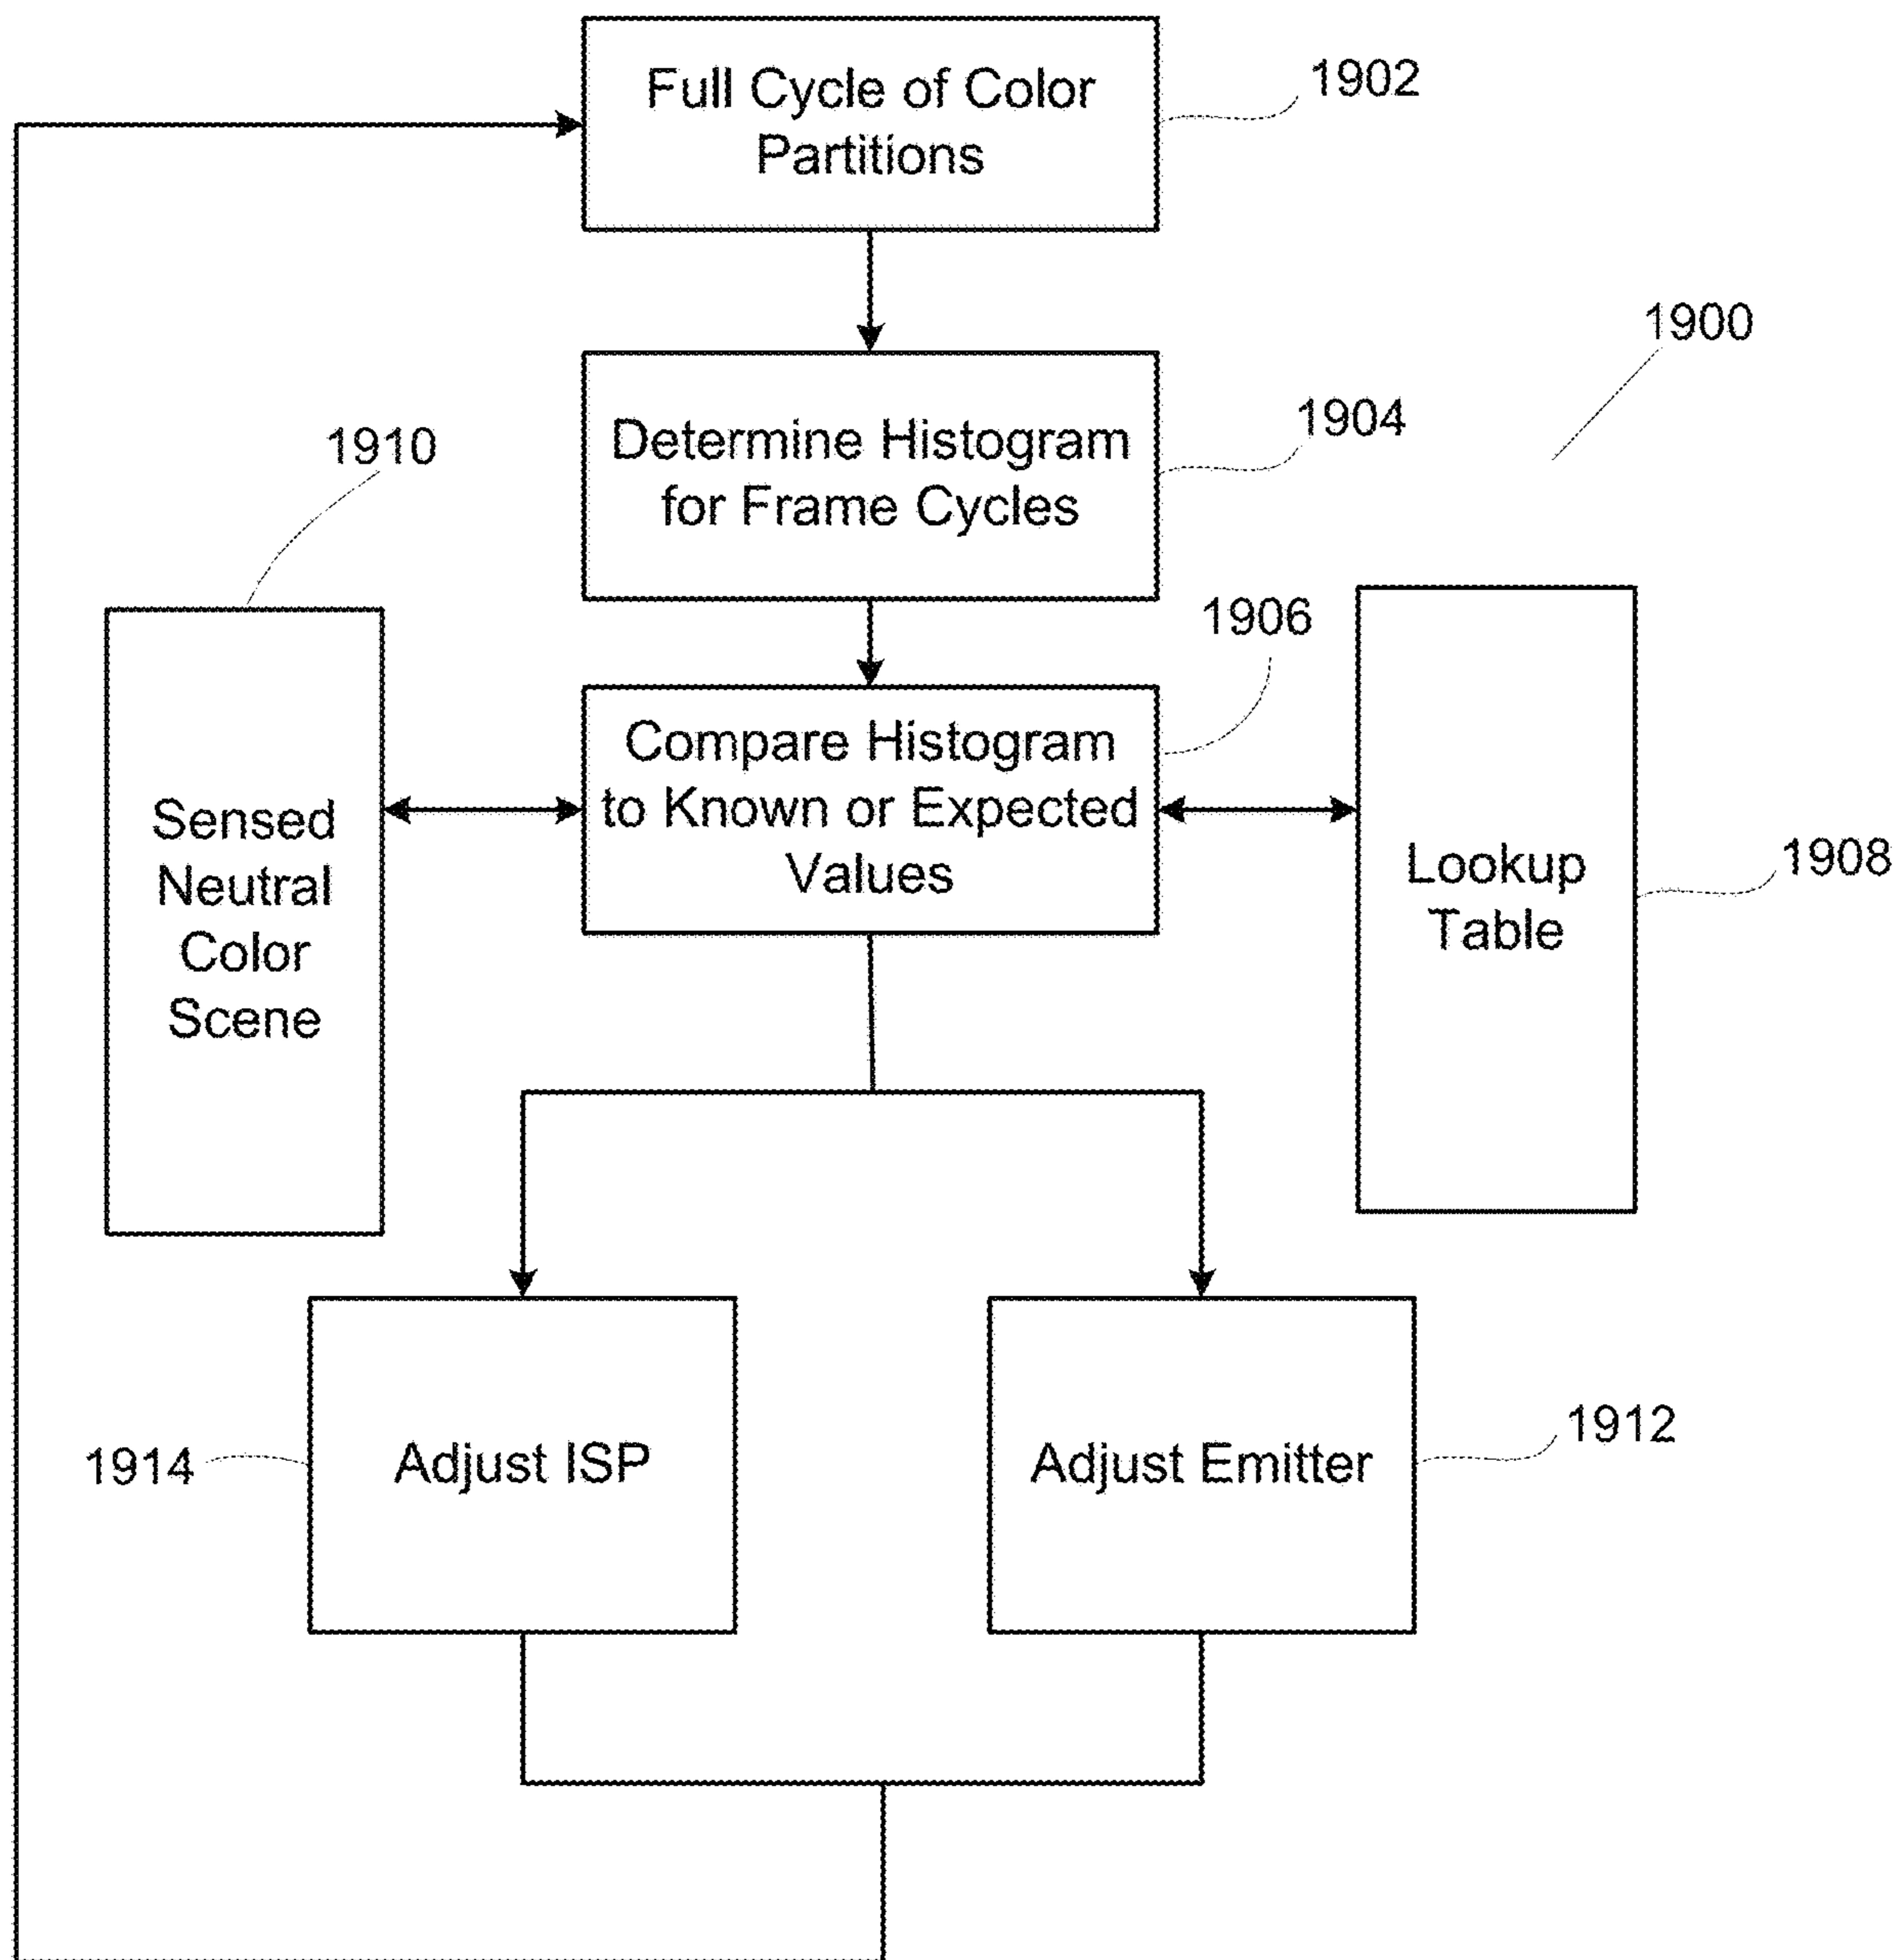 Full Cycle of Color
Partitions
1902
1900
Determine Histogram
for Frame Cycles
1904
1910
1906
Compare Histogram
to Known or Expected
Values
Sensed
Neutral
Color
Scene
Lookup
Table
1908
Adjust ISP
1914
Adjust Emitter
1912